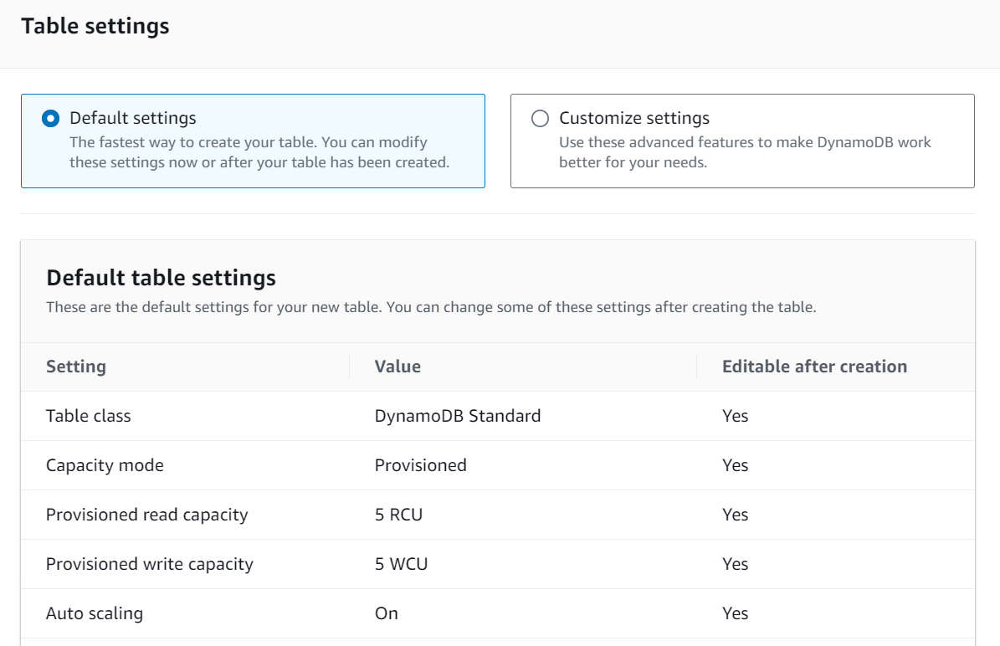 Table settings
Default settings
The fastest way to create your table. You can modify
these settings now or after your table has been created.
Customize settings
Use these advanced features to make DynamoDB work
better for your needs.
Default table settings
These are the default settings for your new table. You can change some of these settings after creating the table.
Setting Value Editable after creation
Table class DynamoDB Standard Yes
Capacity mode Provisioned Yes
Provisioned read capacity 5 RCU Yes
Provisioned write capacity 5 WCU Yes
Auto scaling On Yes